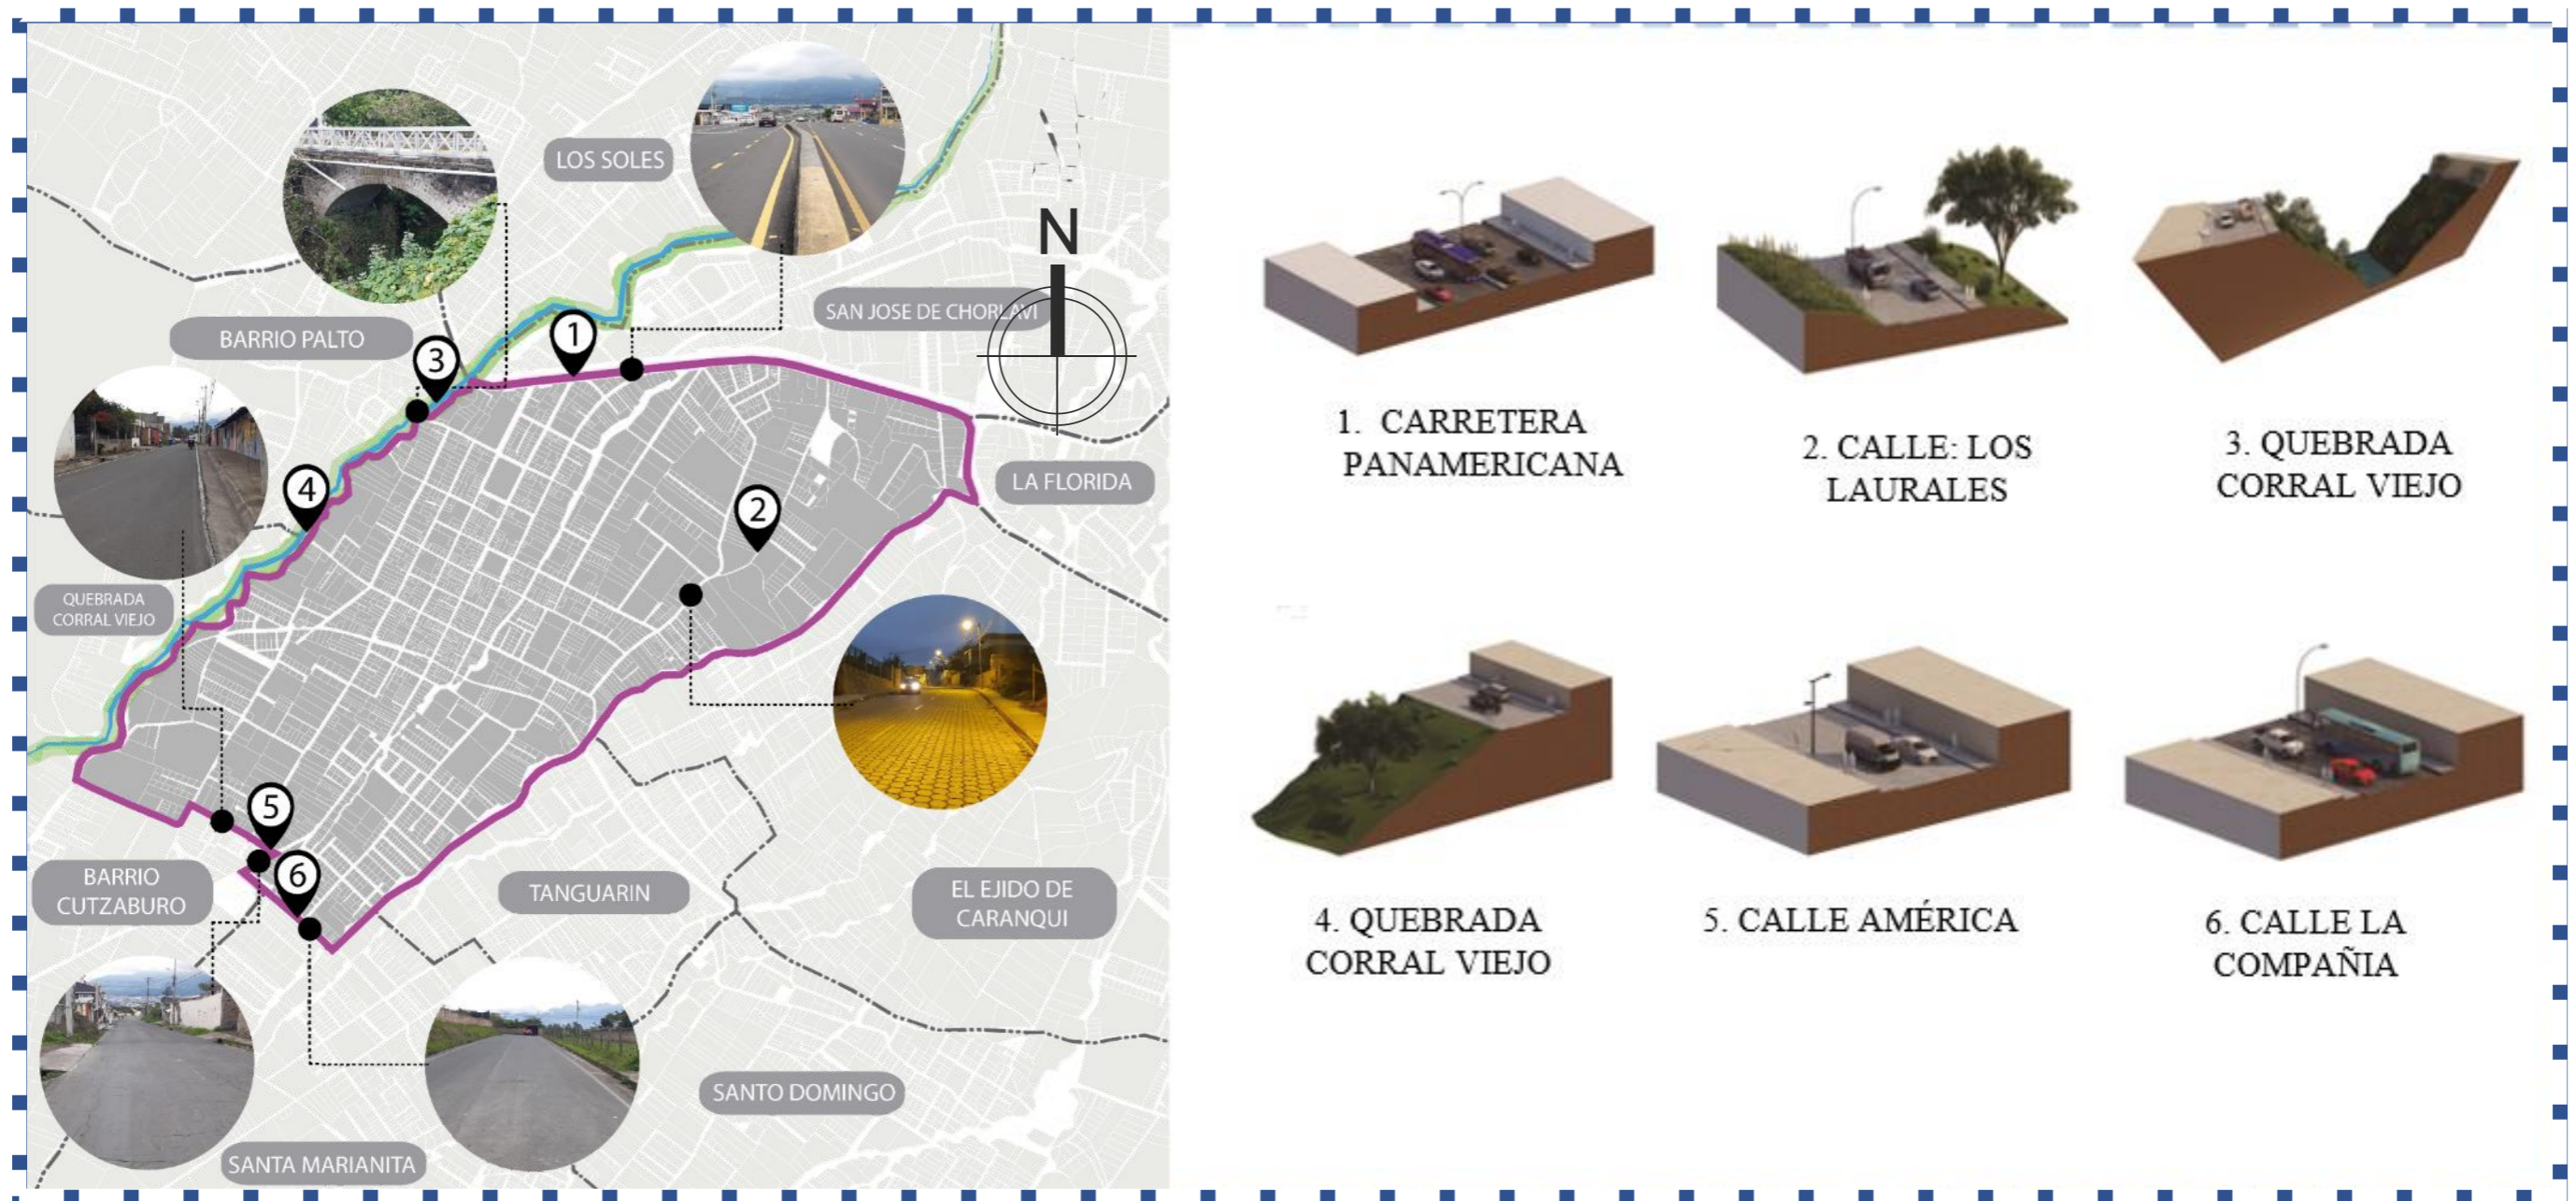 LOS SOLES
N
SAN JOSE DE CHORLAVI
BARRIO PALTO
1
3
4
LA FLORIDA
2
QUEBRADA
CORRAL VIEJO
5
6
BARRIO
CUTZABURO
TANGUARIN
EL EJIDO DE
CARANQUI
SANTO DOMINGO
SANTA MARIANITA
1. CARRETERA
PANAMERICANA
2. CALLE: LOS
LAURALES
3. QUEBRADA
CORRAL VIEJO
4. QUEBRADA
CORRAL VIEJO
5. CALLE AMÉRICA
6. CALLE LA
COMPAÑIA